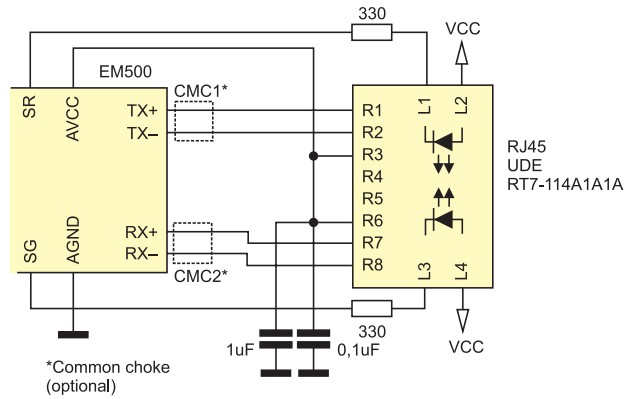 330
VCC
EM500
CMC1*
SR
AVCC
TX+
TX–
R1
R2
R3
R4
R5
R6
R7
R8
L1
L2
RJ45
UDE
RT7-114A1A1A
SG
AGND
RX+
RX–
CMC2*
L3
L4
330
1uF
0,1uF
VCC
*Common choke
(optional)